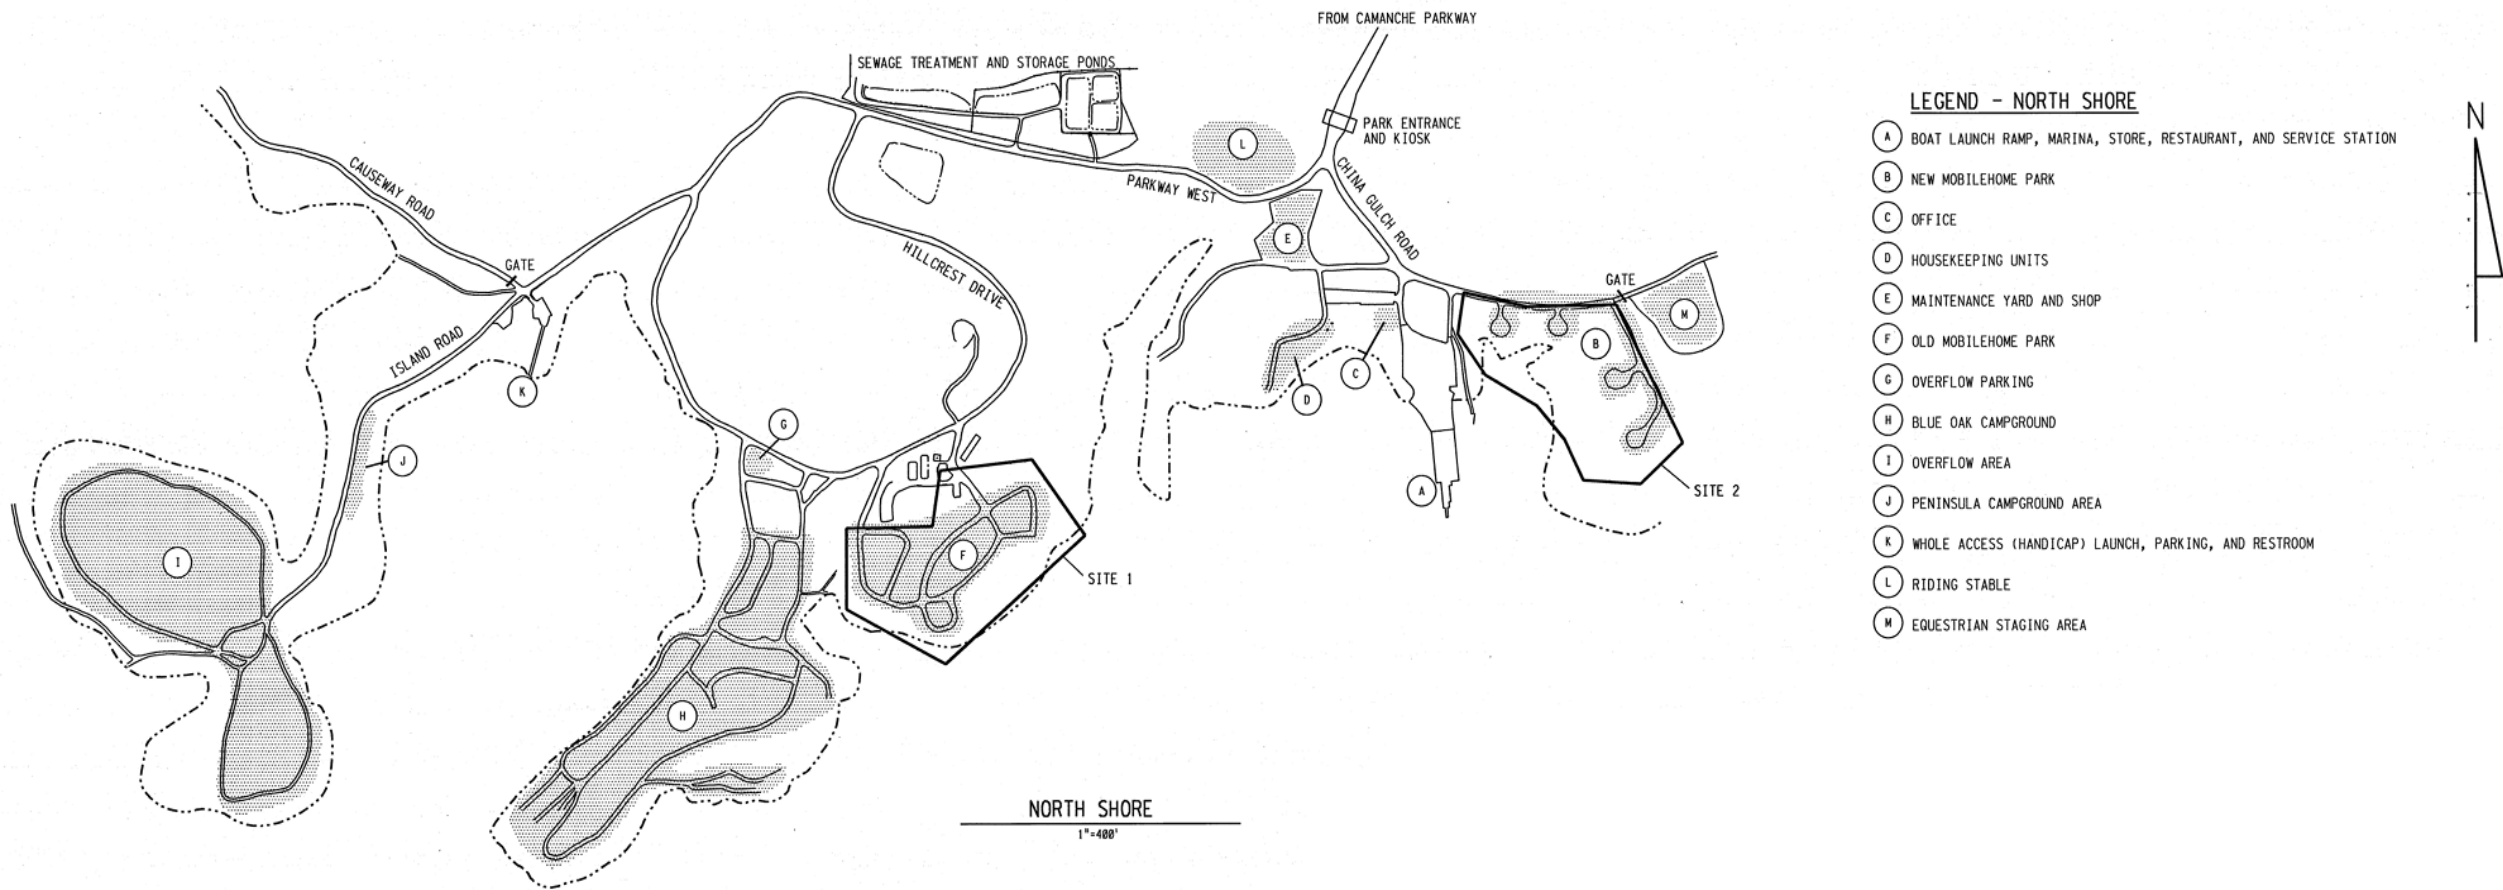 FROM CAMANCHE PARKWAY
SEWAGE TREATMENT AND STORAGE PONDS
PARK ENTRANCE
AND KIOSK
L
CHINA GULCH ROAD
PARKWAY WEST
CAUSEWAY ROAD
HILLCREST DRIVE
E
GATE
GATE
M
B
ISLAND ROAD
K
C
D
G
J
A
SITE 2
I
F
SITE 1
H
NORTH SHORE
1"=400'
LEGEND - NORTH SHORE
A BOAT LAUNCH RAMP, MARINA, STORE, RESTAURANT, AND SERVICE STATION
B NEW MOBILEHOME PARK
C OFFICE
D HOUSEKEEPING UNITS
E MAINTENANCE YARD AND SHOP
F OLD MOBILEHOME PARK
G OVERFLOW PARKING
H BLUE OAK CAMPGROUND
I OVERFLOW AREA
J PENINSULA CAMPGROUND AREA
K WHOLE ACCESS (HANDICAP) LAUNCH, PARKING, AND RESTROOM
L RIDING STABLE
M EQUESTRIAN STAGING AREA
N